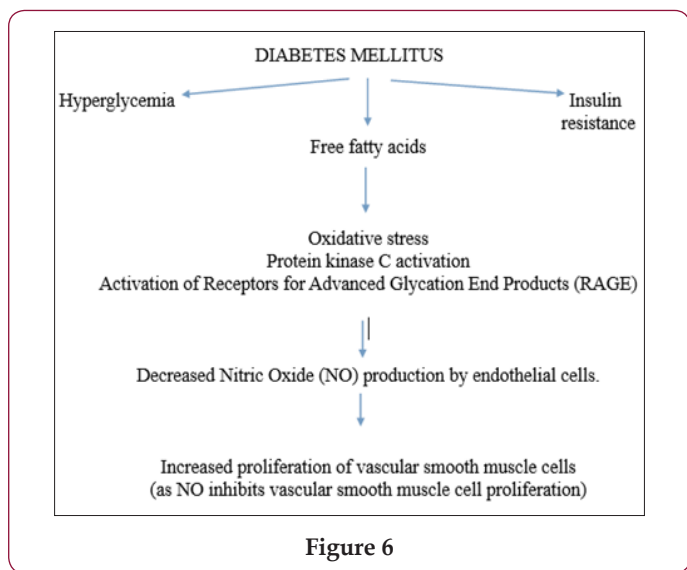 DIABETES MELLITUS
Hyperglycemia
Insulin
resistance
Free fatty acids
Oxidative stress
Protein kinase C activation
Activation of Receptors for Advanced Glycation End Products (RAGE)
Decreased Nitric Oxide (NO) production by endothelial cells.
Increased proliferation of vascular smooth muscle cells
(as NO inhibits vascular smooth muscle cell proliferation)
Figure 6